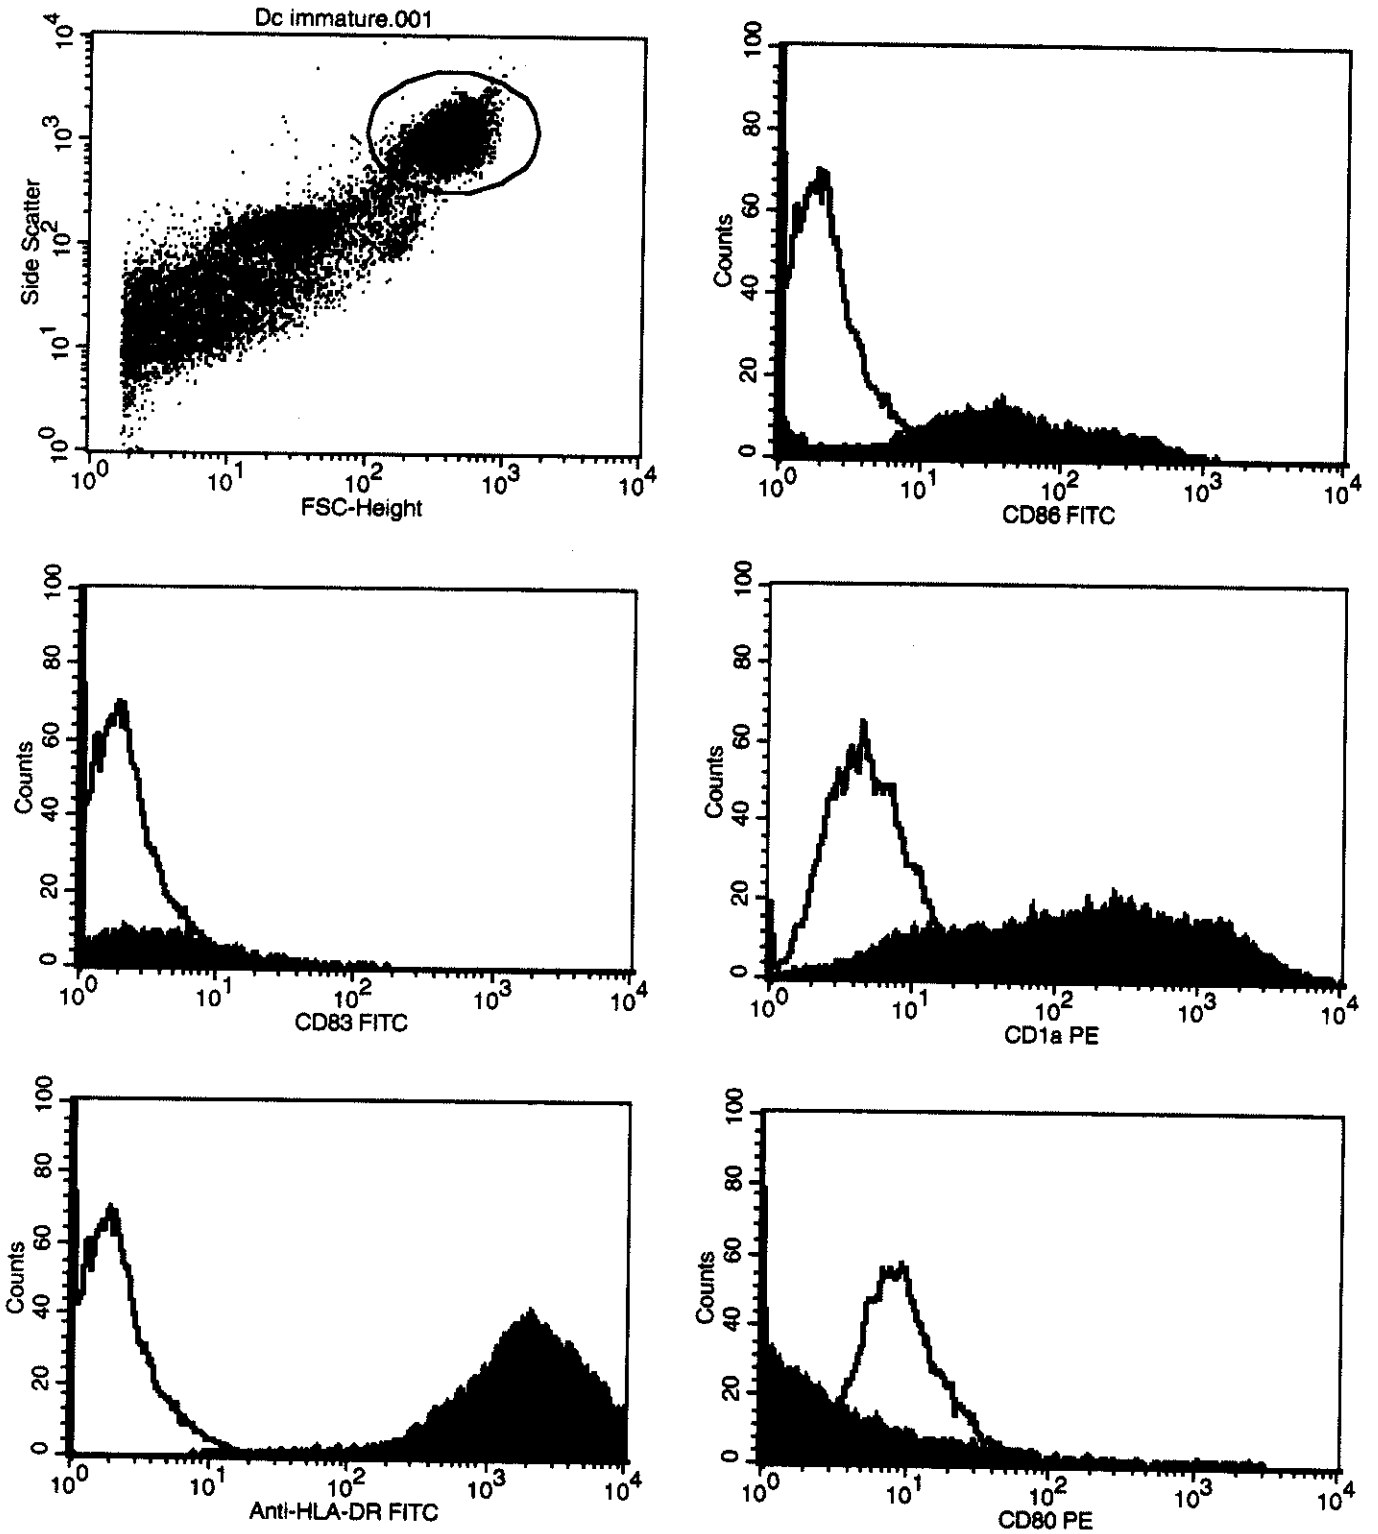 Dc immature.001
10^4
10^3
10^2
10^1
10^0
Side Scatter
10^0 10^1 10^2 10^3 10^4
FSC-Height
100
80
60
40
20
0
Counts
10^0 10^1 10^2 10^3 10^4
CD86 FITC
100
80
60
40
20
0
Counts
10^0 10^1 10^2 10^3 10^4
CD83 FITC
100
80
60
40
20
0
Counts
10^0 10^1 10^2 10^3 10^4
CD1a PE
100
80
60
40
20
0
Counts
10^0 10^1 10^2 10^3 10^4
Anti-HLA-DR FITC
100
80
60
40
20
0
Counts
10^0 10^1 10^2 10^3 10^4
CD80 PE